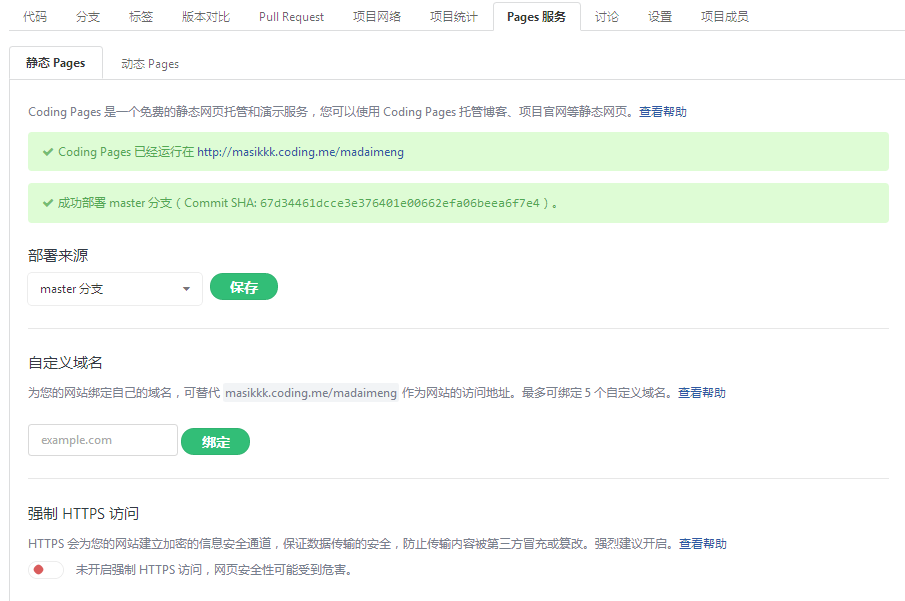 代码 分支 标签 版本对比 Pull Request 项目网络 项目统计 Pages 服务 讨论 设置 项目成员
静态 Pages 动态 Pages
Coding Pages 是一个免费的静态网页托管和演示服务，您可以使用 Coding Pages 托管博客、项目官网等静态网页。查看帮助
Coding Pages 已经运行在 http://masikkk.coding.me/madaimeng
成功部署 master 分支（ Commit SHA: 67d34461dcce3e376401e00662efa06beea6f7e4 ）。
部署来源
master 分支 保存
自定义域名
为您的网站绑定自己的域名，可替代 masikkk.coding.me/madaimeng 作为网站的访问地址。最多可绑定 5 个自定义域名。查看帮助
example.com 绑定
强制 HTTPS 访问
HTTPS 会为您的网站建立加密的信息安全通道，保证数据传输的安全，防止传输内容被第三方冒充或篡改。强烈建议开启。查看帮助
未开启强制 HTTPS 访问，网页安全性可能受到危害。